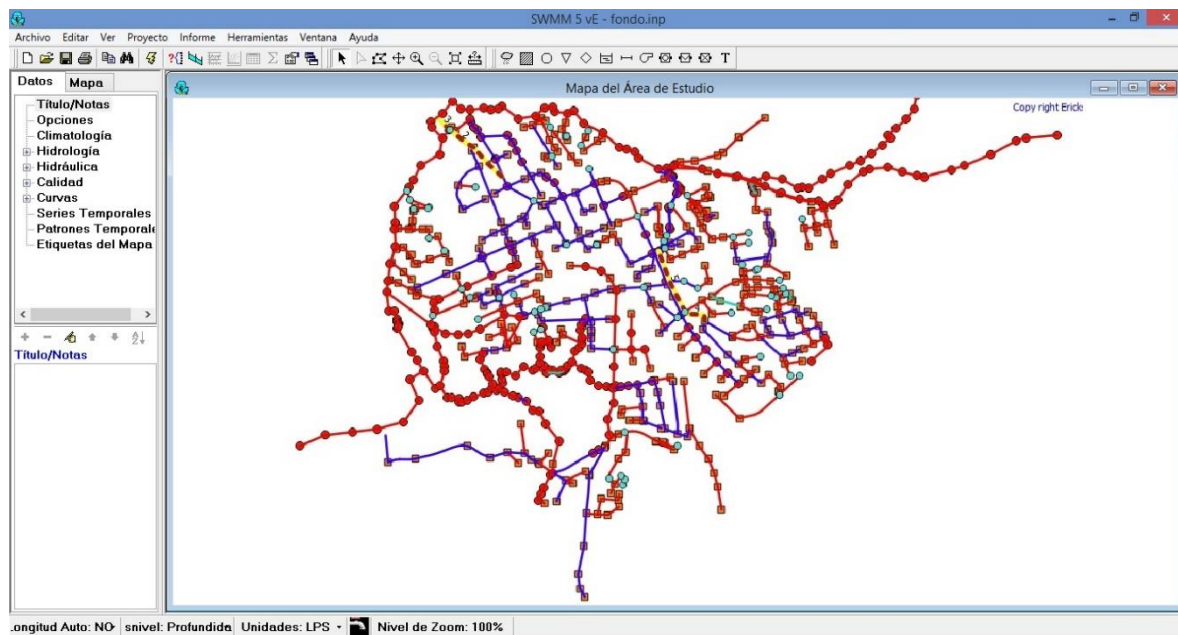 SWMM 5 vE - fondo.inp
Archivo Editar Ver Proyecto Informe Herramientas Ventana Ayuda
Datos Mapa
Título/Notas
Opciones
Climatología
Hidrología
Hidráulica
Calidad
Curvas
Series Temporales
Patrones Temporale
Etiquetas del Mapa
Título/Notas
Mapa del Área de Estudio
Copy right Erick
.ongitud Auto: NO snivel: Profundida Unidades: LPS Nivel de Zoom: 100%